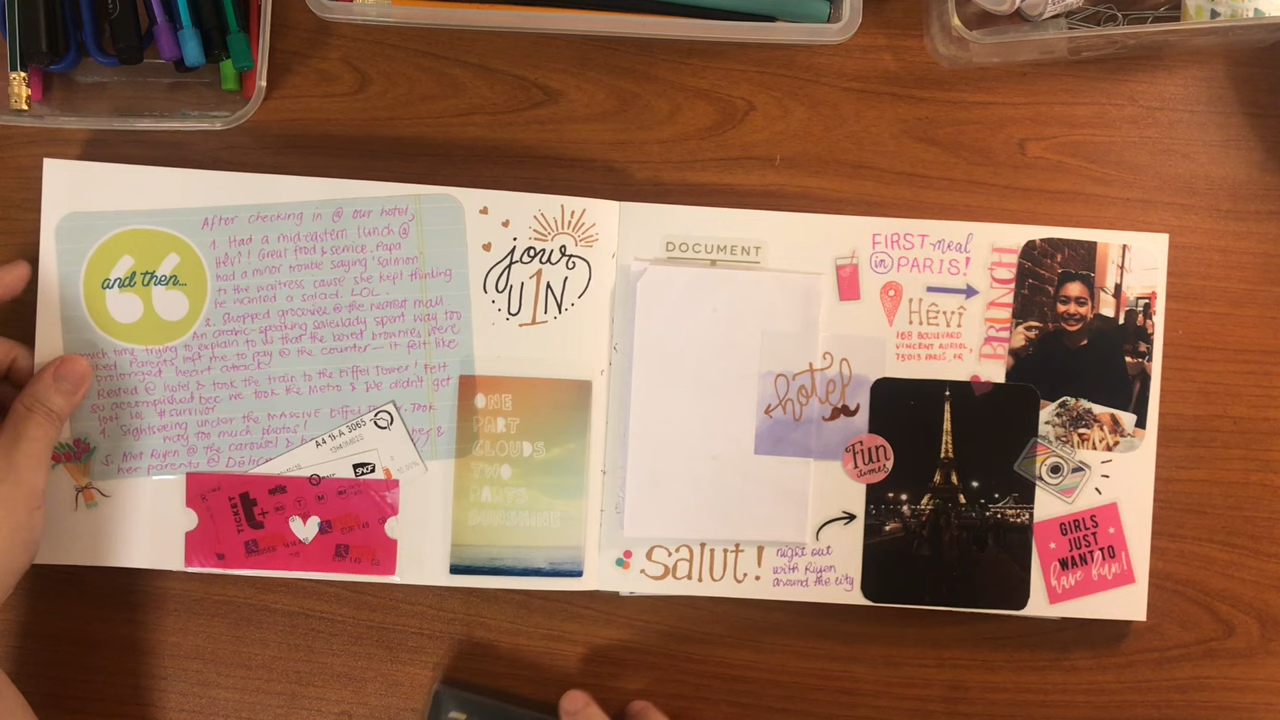 and then...
After checking in @ our hotel,
1. Had a mid-eastern lunch @
Hêvî! Great food & service. Papa
had a minor trouble saying 'salmon'
to the waitress cause she kept thinking
he wanted a salad. LOL.
2. Shopped groceries @ the nearest mall.
An arabic-speaking saleslady spent way too
much time trying to explain to us that the boxed brownies were
Parents left me to pay @ the counter — it felt like
prolonged heart attack.
Rested @ hotel & took the train to the Eiffel Tower! Felt
so accomplished bec we took the Metro & we didn't get
lost lol #survivor
4. Sightseeing under the MASSIVE Eiffel Tower. Took
way too much photos!
5. Met Riyen @ the carousel &
her parents @
A4 1f-A 3065
SNCF
TICKET
t+
jour
UN
1
ONE
PART
CLOUDS
TWO
PARTS
SUNSHINE
DOCUMENT
hotel
salut!
night out
with Riyen
around the city
FIRST meal
in PARIS!
Hêvî
168 BOULEVARD
VINCENT AURIOL,
75013 PARIS, FR
BRUNCH
Fun
times
GIRLS
JUST
WANT TO
have fun!